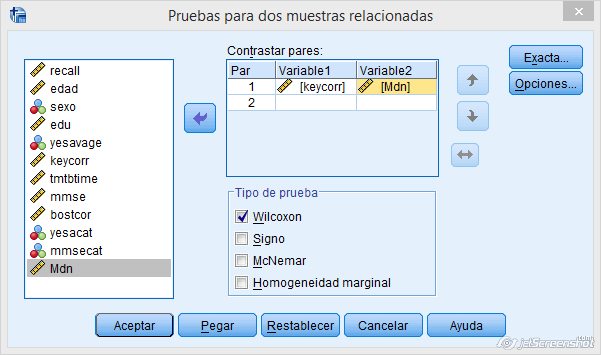 Pruebas para dos muestras relacionadas
recall
edad
sexo
edu
yesavage
keycorr
tmtbtime
mmse
bostcor
yesacat
mmsecat
Mdn
Contrastar pares:
Par Variable1 Variable2
1 [keycorr] [Mdn]
2
Exacta...
Opciones...
Tipo de prueba
Wilcoxon
Signo
McNemar
Homogeneidad marginal
Aceptar Pegar Restablecer Cancelar Ayuda
jetScreenshot